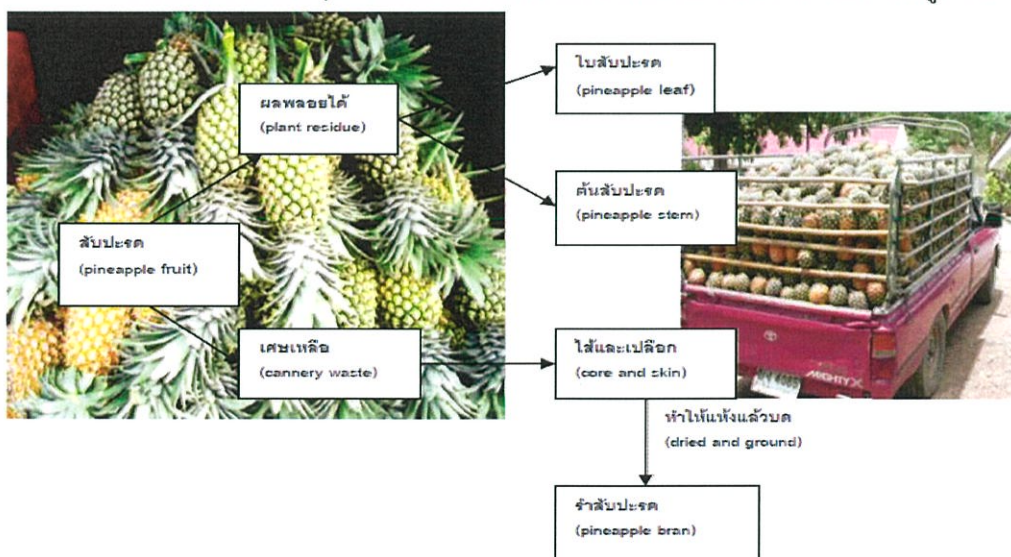 ใบสับปะรด
(pineapple leaf)
ผลพลอยได้
(plant residue)
ต้นสับปะรด
(pineapple stem)
สับปะรด
(pineapple fruit)
เศษเหลือ
(cannery waste)
ไส้และเปลือก
(core and skin)
MIGHTYX
ทำให้แห้งแล้วบด
(dried and ground)
รำสับปะรด
(pineapple bran)